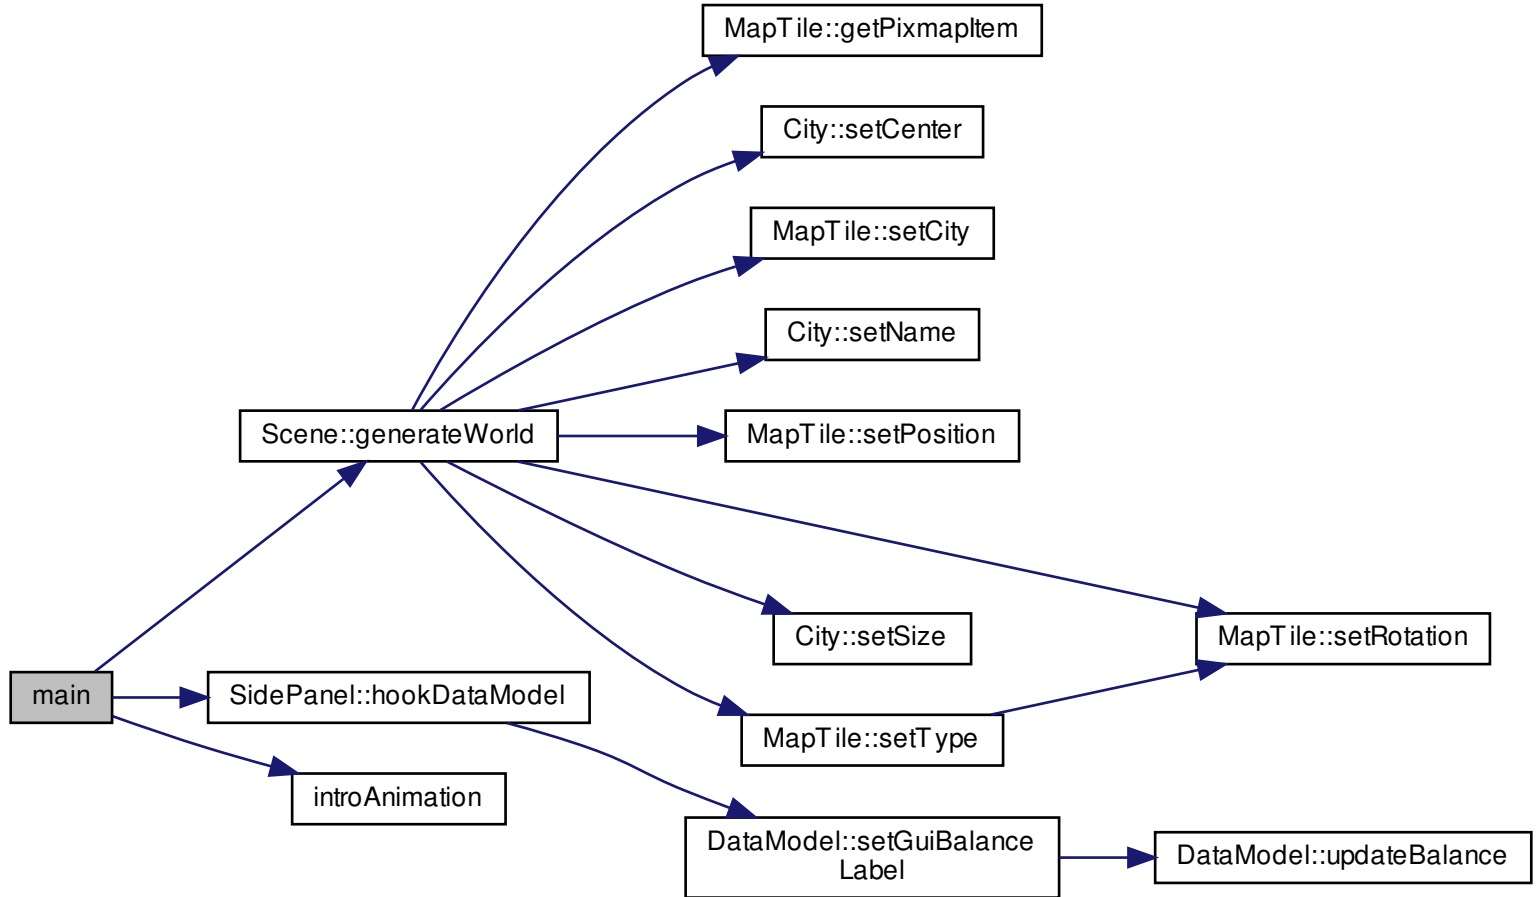 MapTile::getPixmapItem
City::setCenter
MapTile::setCity
City::setName
Scene::generateWorld
MapTile::setPosition
City::setSize
MapTile::setRotation
main
SidePanel::hookDataModel
MapTile::setType
introAnimation
DataModel::setGuiBalance
Label
DataModel::updateBalance